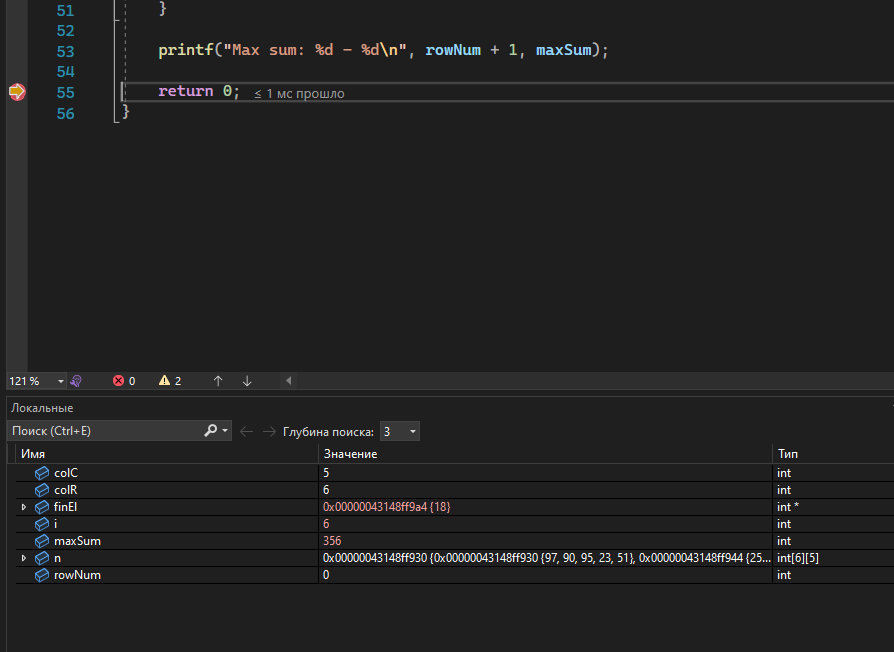 51 }
52
53 printf("Max sum: %d - %d\n", rowNum + 1, maxSum);
54
55 return 0; ≤ 1 мс прошло
56 }
121 % 0 2
Локальные
Поиск (Ctrl+E) Глубина поиска: 3
Имя Значение Тип
colC 5 int
colR 6 int
finEl 0x00000043148ff9a4 {18} int *
i 6 int
maxSum 356 int
n 0x00000043148ff930 {0x00000043148ff930 {97, 90, 95, 23, 51}, 0x00000043148ff944 {25... int[6][5]
rowNum 0 int